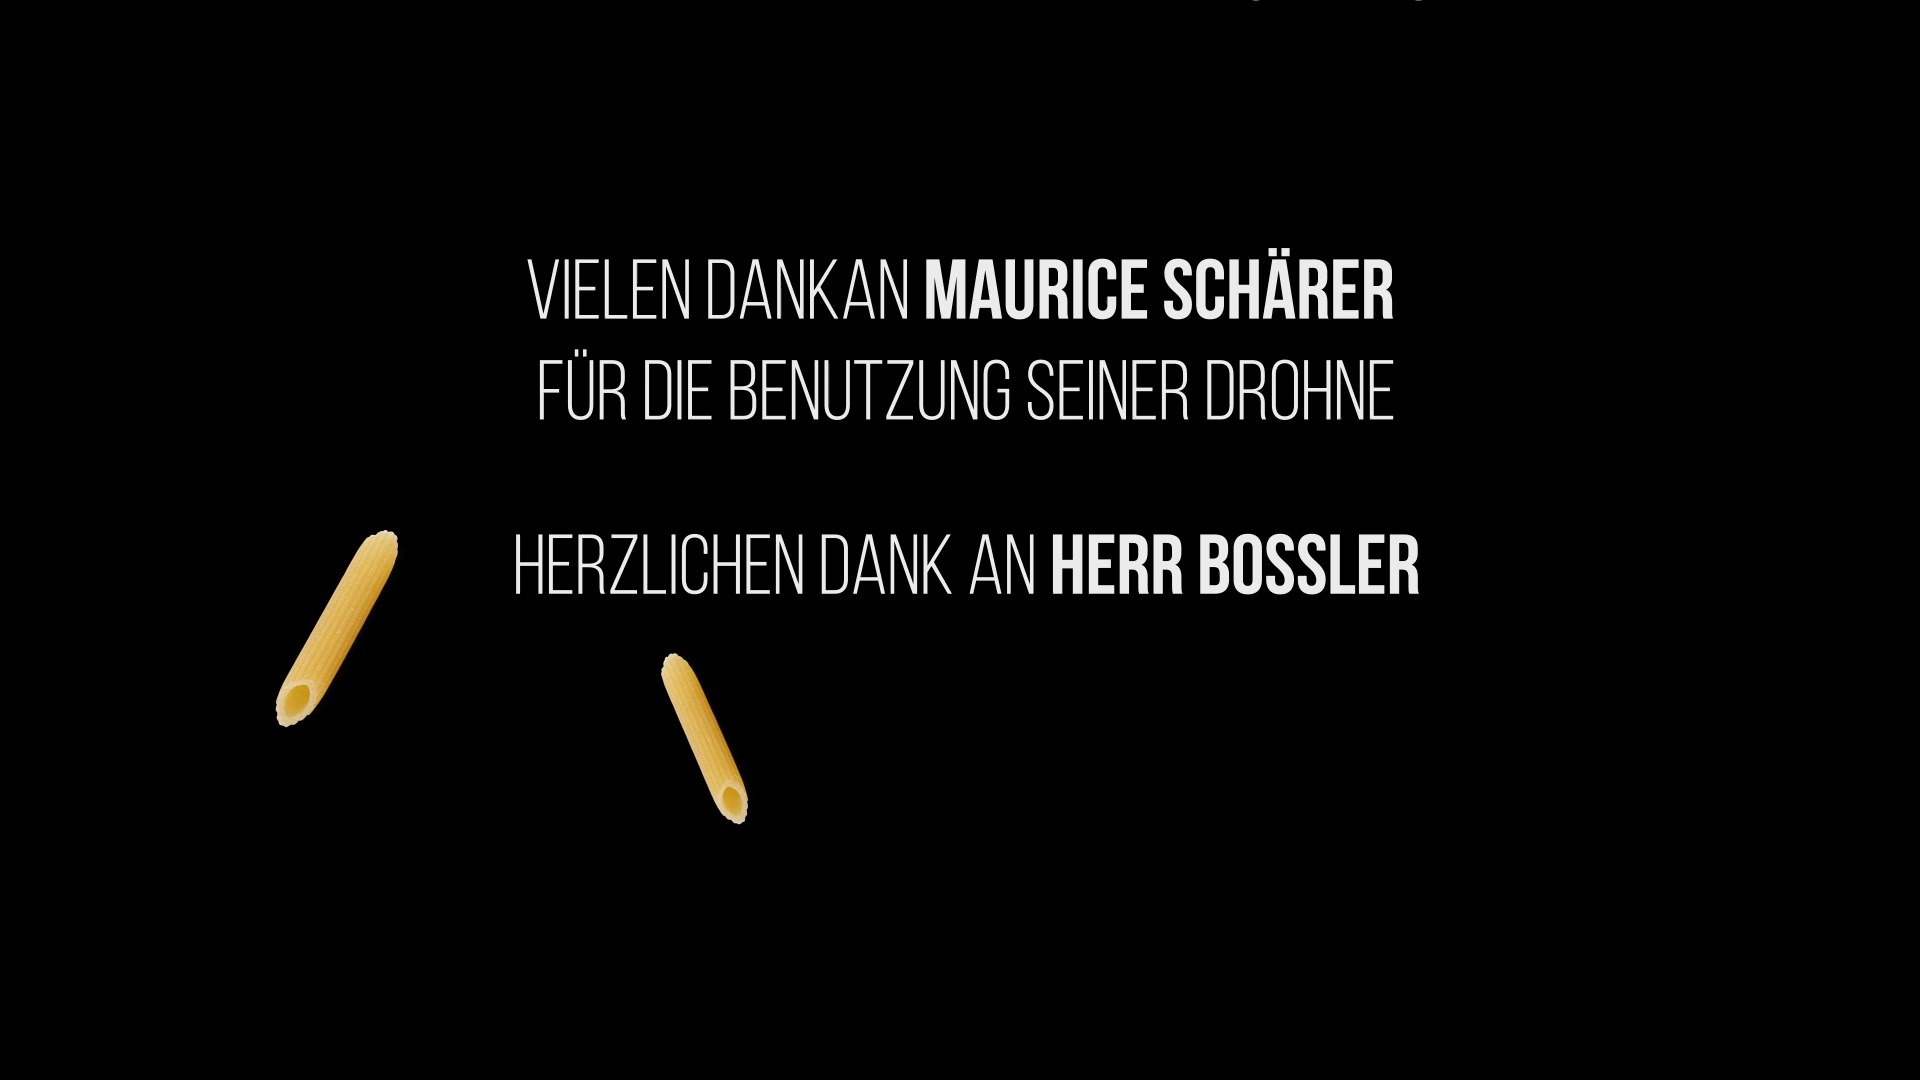 VIELEN DANKAN MAURICE SCHÄRER
FÜR DIE BENUTZUNG SEINER DROHNE
HERZLICHEN DANK AN HERR BOSSLER